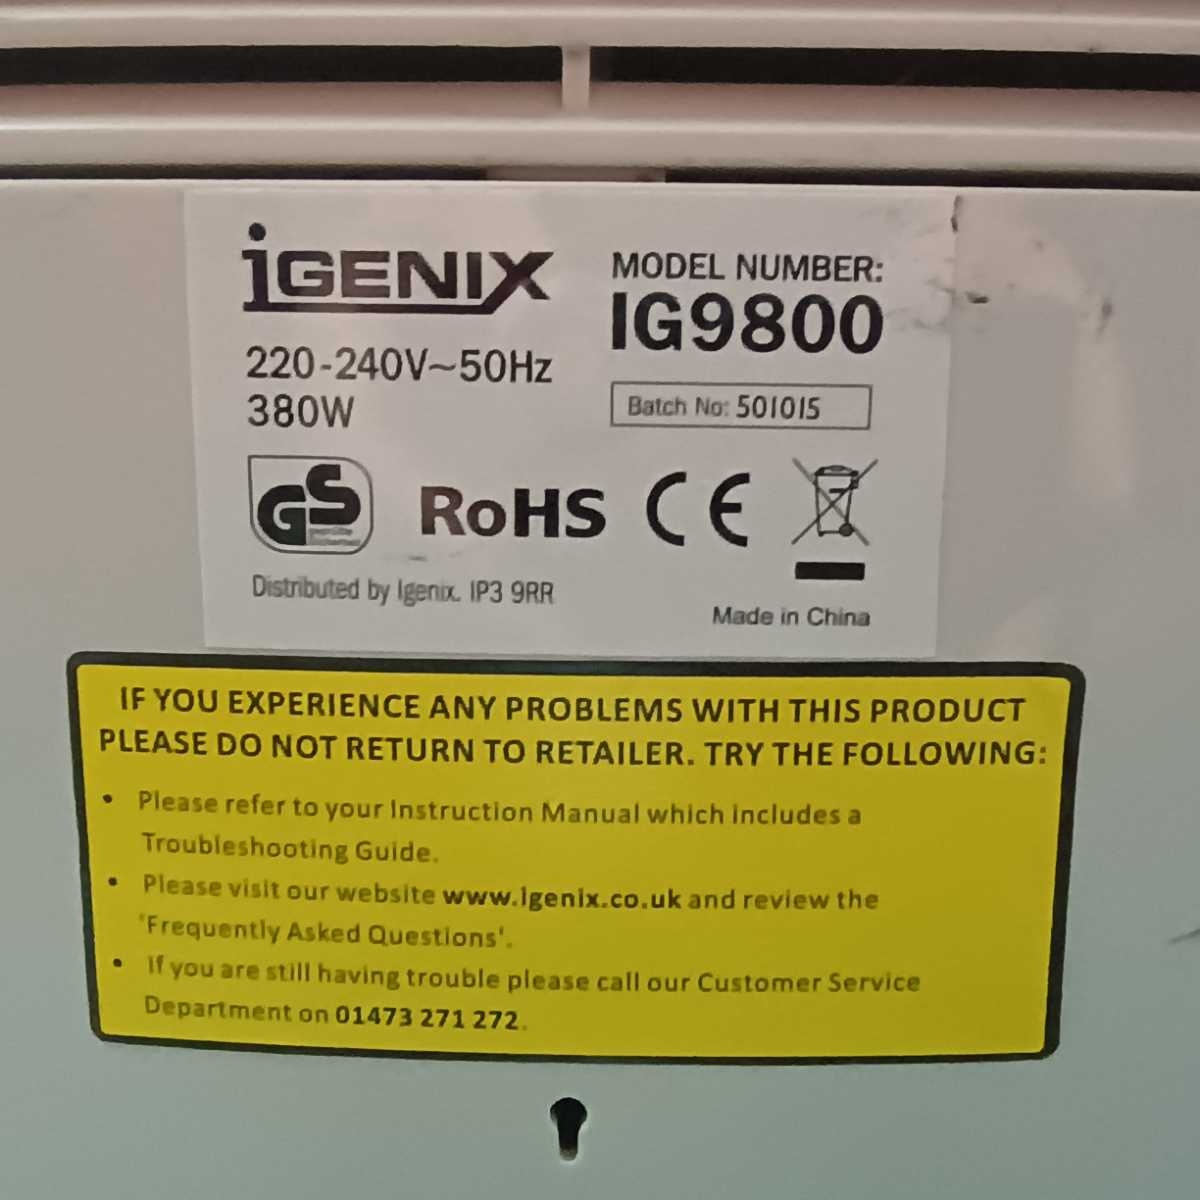 iGENIX
MODEL NUMBER:
IG9800
220-240V~50Hz
380W
Batch No: 501015
GS
RoHS CE
Distributed by Igenix. IP3 9RR
Made in China
IF YOU EXPERIENCE ANY PROBLEMS WITH THIS PRODUCT
PLEASE DO NOT RETURN TO RETAILER. TRY THE FOLLOWING:
• Please refer to your Instruction Manual which includes a
Troubleshooting Guide.
• Please visit our website www.igenix.co.uk and review the
'Frequently Asked Questions'.
• If you are still having trouble please call our Customer Service
Department on 01473 271 272.